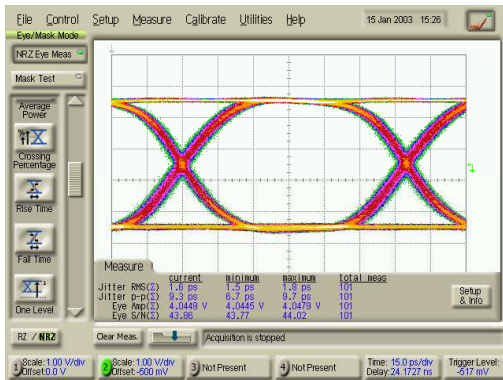 File Control Setup Measure Calibrate Utilities Help 15 Jan 2003 15:26
Eye/Mask Mode
NRZ Eye Meas
Mask Test
Average
Power
Crossing
Percentage
Rise Time
Fall Time
One Level
Measure
current minimum maximum total meas
Jitter RMS(Σ) 1.6 ps 1.5 ps 1.8 ps 101
Jitter p-p(Σ) 9.3 ps 6.7 ps 9.7 ps 101
Eye Amp(Σ) 4.0449 V 4.0445 V 4.0479 V 101
Eye S/N(Σ) 43.86 43.77 44.02 101
Setup
& Info
RZ / NRZ
Clear Meas.
Acquisition is stopped
1 Scale: 1.00 V/div
Offset:0.0 V
2 Scale: 1.00 V/div
Offset:-500 mV
3 Not Present
4 Not Present
Time: 15.0 ps/div
Delay:24.1727 ns
Trigger Level:
-517 mV